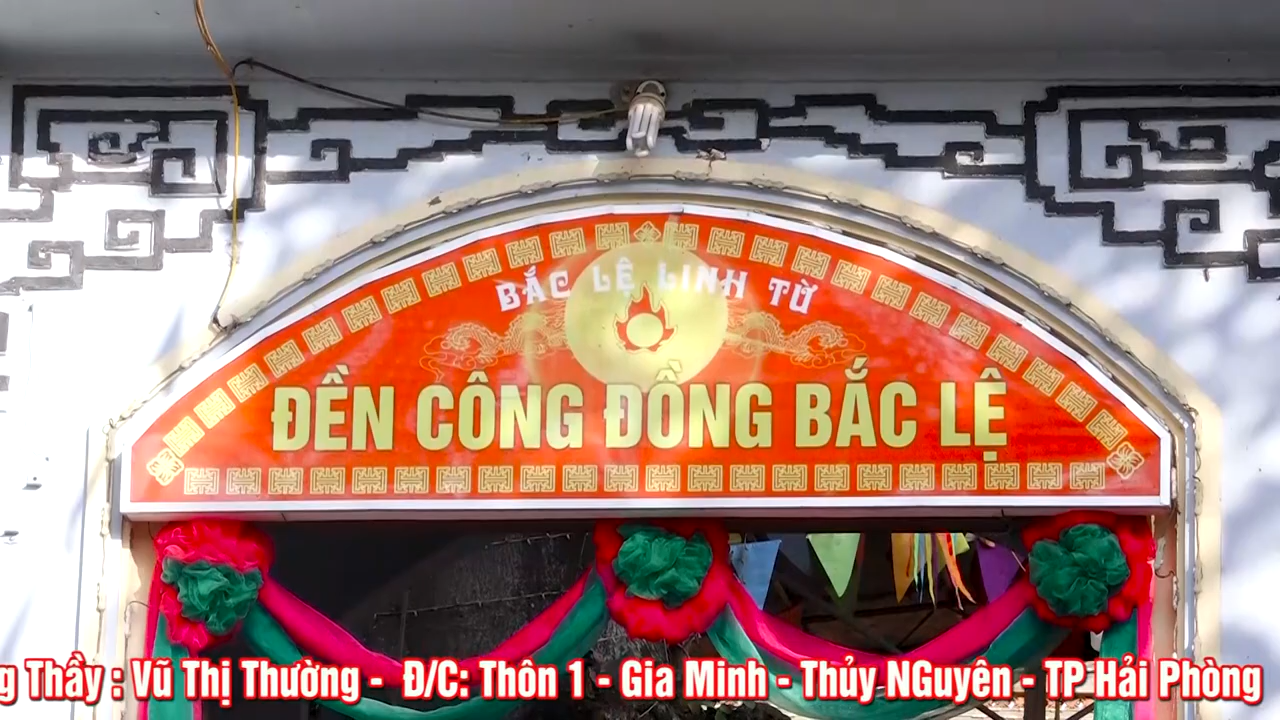 BẮC LỆ LINH TỪ
ĐỀN CÔNG ĐỒNG BẮC LỆ
g Thầy : Vũ Thị Thường - Đ/C: Thôn 1 - Gia Minh - Thủy NGuyên - TP Hải Phòng